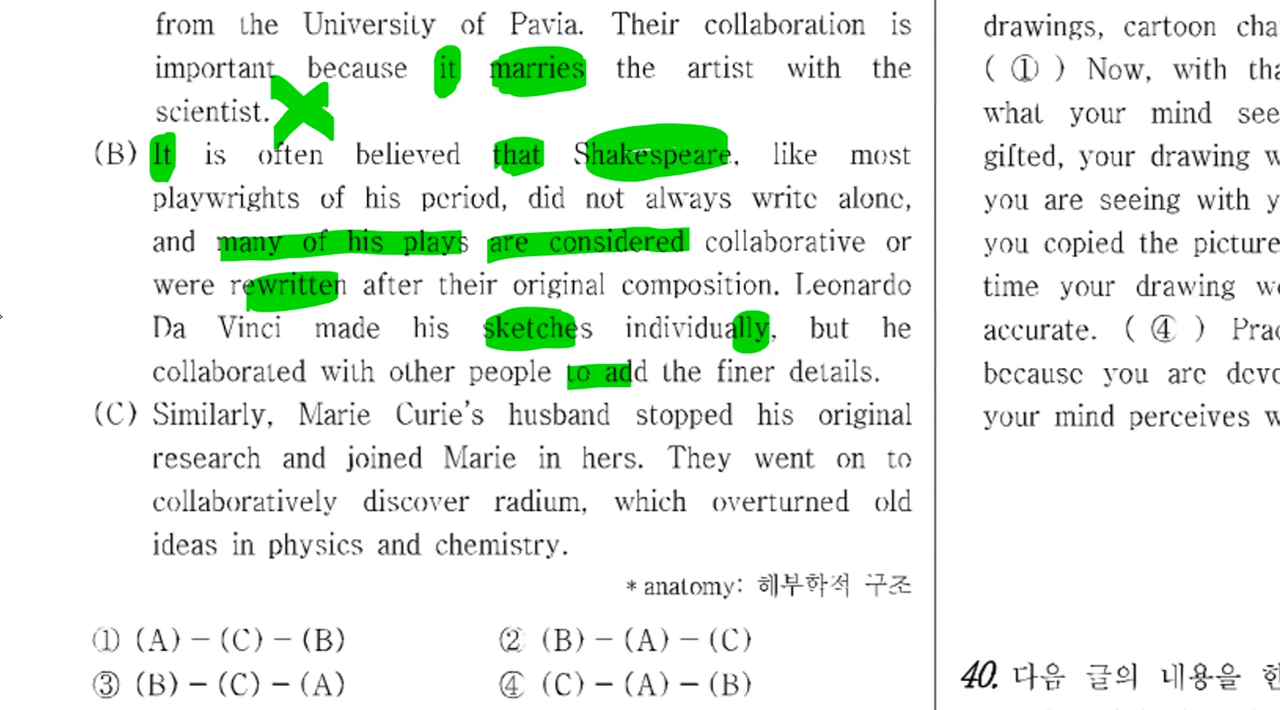 from the University of Pavia. Their collaboration is
important because it marries the artist with the
scientist.
(B) It is often believed that Shakespeare, like most
playwrights of his period, did not always write alone,
and many of his plays are considered collaborative or
were rewritten after their original composition. Leonardo
Da Vinci made his sketches individually, but he
collaborated with other people to add the finer details.
(C) Similarly, Marie Curie's husband stopped his original
research and joined Marie in hers. They went on to
collaboratively discover radium, which overturned old
ideas in physics and chemistry.
* anatomy: 해부학적 구조
① (A) - (C) - (B) ② (B) - (A) - (C)
③ (B) - (C) - (A) ④ (C) - (A) - (B)
drawings, cartoon
( ① ) Now, with
what your mind
gifted, your drawing
you are seeing with
you copied the picture
time your drawing
accurate. ( ④ )
because you are
your mind perceives
40. 다음 글의 내용을 한